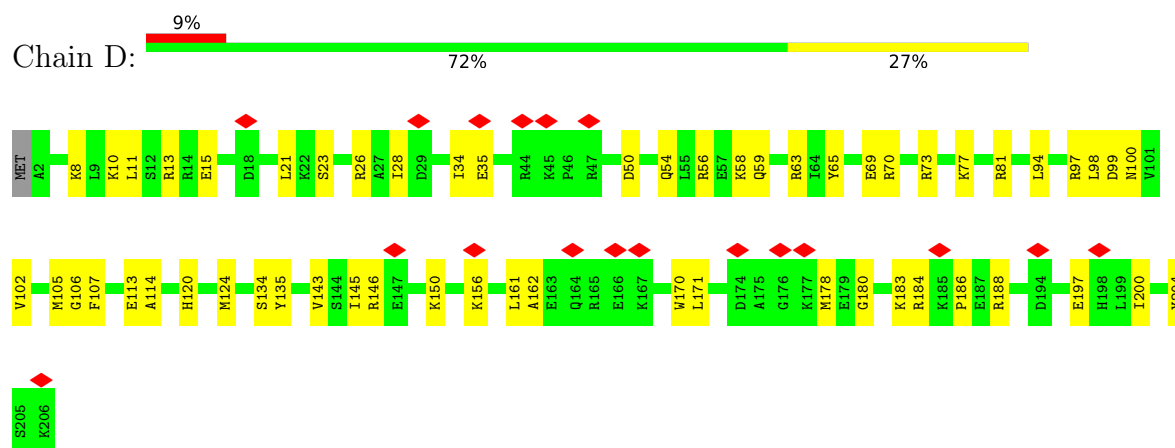 9%
Chain D:
72% 27%
MET A2 K8 L9 K10 L11 S12 R13 R14 E15 D18 L21 K22 S23 R26 A27 I28 D29 I34 E35 R44 K45 P46 R47 D50 Q54 L55 R56 E57 K58 Q59 R63 I64 Y65 E69 R70 R73 K77 R81 L94 R97 L98 D99 N100 V101
V102 M105 G106 F107 E113 A114 H120 M124 S134 Y135 V143 S144 I145 R146 E147 K150 K156 L161 A162 E163 Q164 R165 E166 K167 W170 L171 D174 A175 G176 K177 M178 E179 G180 K183 R184 K185 P186 E187 R188 D194 E197 H198 L199 I200
S205 K206